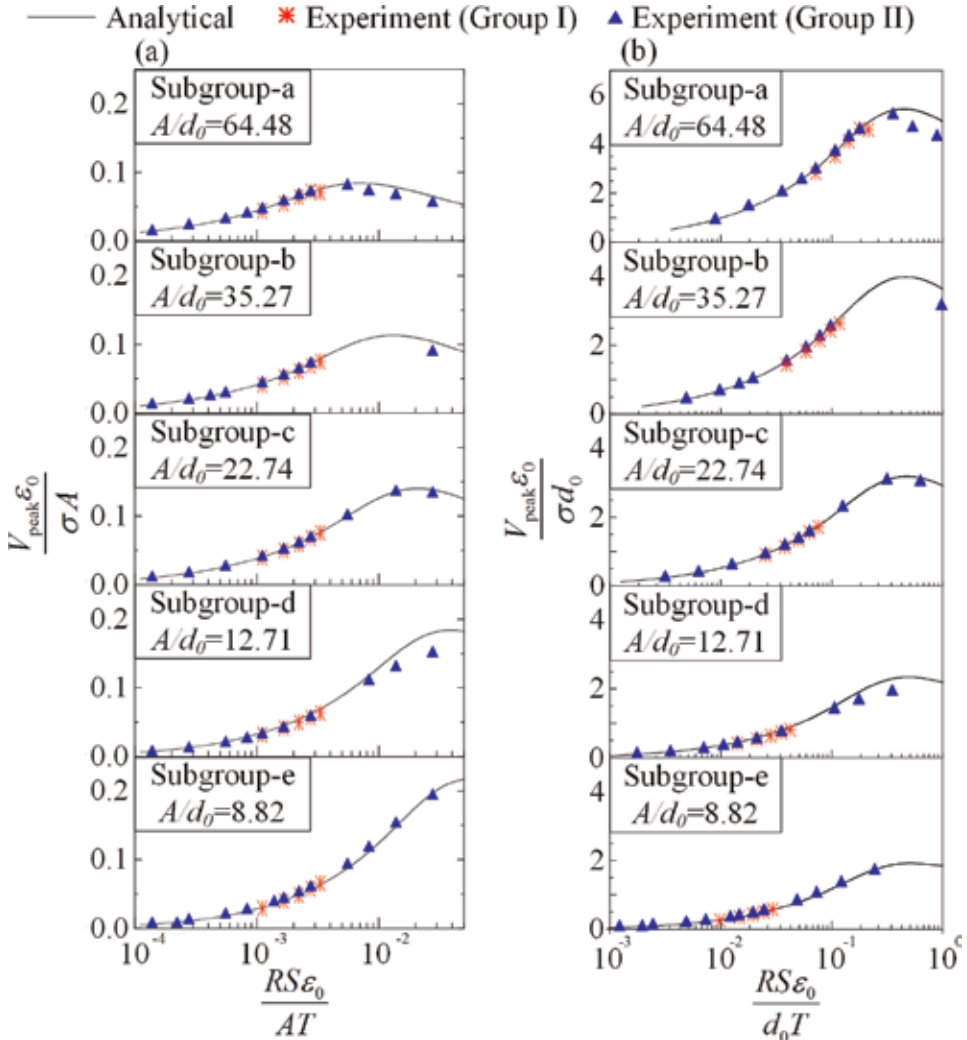 Analytical Experiment (Group I) Experiment (Group II)
(a)
Subgroup-a
A/d₀=64.48
0.2
0.1
0.0
Subgroup-b
A/d₀=35.27
0.2
0.1
0.0
Subgroup-c
A/d₀=22.74
0.2
0.1
0.0
Subgroup-d
A/d₀=12.71
0.2
0.1
0.0
Subgroup-e
A/d₀=8.82
0.2
0.1
0.0
V_peak ε₀
σA
10⁻⁴ 10⁻³ 10⁻²
RSε₀
AT
(b)
Subgroup-a
A/d₀=64.48
6
4
2
0
Subgroup-b
A/d₀=35.27
4
2
0
Subgroup-c
A/d₀=22.74
4
2
0
Subgroup-d
A/d₀=12.71
4
2
0
Subgroup-e
A/d₀=8.82
4
2
0
V_peak ε₀
σd₀
10⁻³ 10⁻² 10⁻¹ 10⁰
RSε₀
d₀T